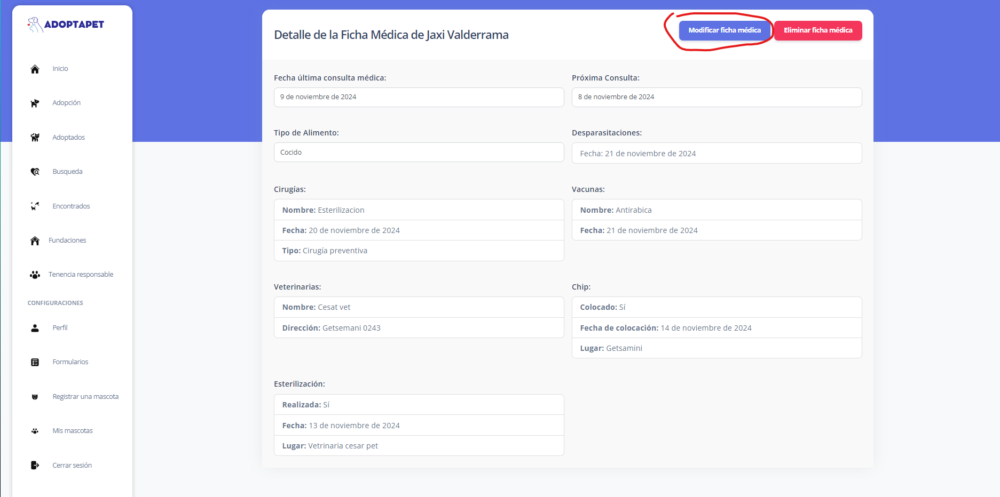 ADOPTAPET
Inicio
Adopción
Adoptados
Busqueda
Encontrados
Fundaciones
Tenencia responsable
CONFIGURACIONES
Perfil
Formularios
Registrar una mascota
Mis mascotas
Cerrar sesión
Detalle de la Ficha Médica de Jaxi Valderrama
Modificar ficha médica
Eliminar ficha médica
Fecha última consulta médica:
9 de noviembre de 2024
Próxima Consulta:
8 de noviembre de 2024
Tipo de Alimento:
Cocido
Desparasitaciones:
Fecha: 21 de noviembre de 2024
Cirugías:
Nombre: Esterilizacion
Fecha: 20 de noviembre de 2024
Tipo: Cirugía preventiva
Vacunas:
Nombre: Antirabica
Fecha: 21 de noviembre de 2024
Veterinarias:
Nombre: Cesat vet
Dirección: Getsemani 0243
Chip:
Colocado: Sí
Fecha de colocación: 14 de noviembre de 2024
Lugar: Getsamini
Esterilización:
Realizada: Sí
Fecha: 13 de noviembre de 2024
Lugar: Vetrinaria cesar pet